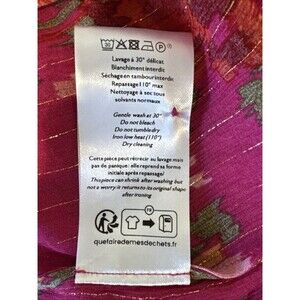 30
P
Lavage à 30° délicat
Blanchiment interdit
Séchage en tambour interdit
Repassage 110° max
Nettoyage à sec tous
solvants normaux
Gentle wash at 30°
Do not bleach
Do not tumble dry
Iron low heat (110°)
Dry cleaning
Cette pièce peut rétrécir au lavage mais
pas de panique: elle reprend sa forme
initiale après repassage/
This piece can shrink after washing but
not a worry: it returns to its original shape
after ironing
FR
quefairedemesdechets.fr